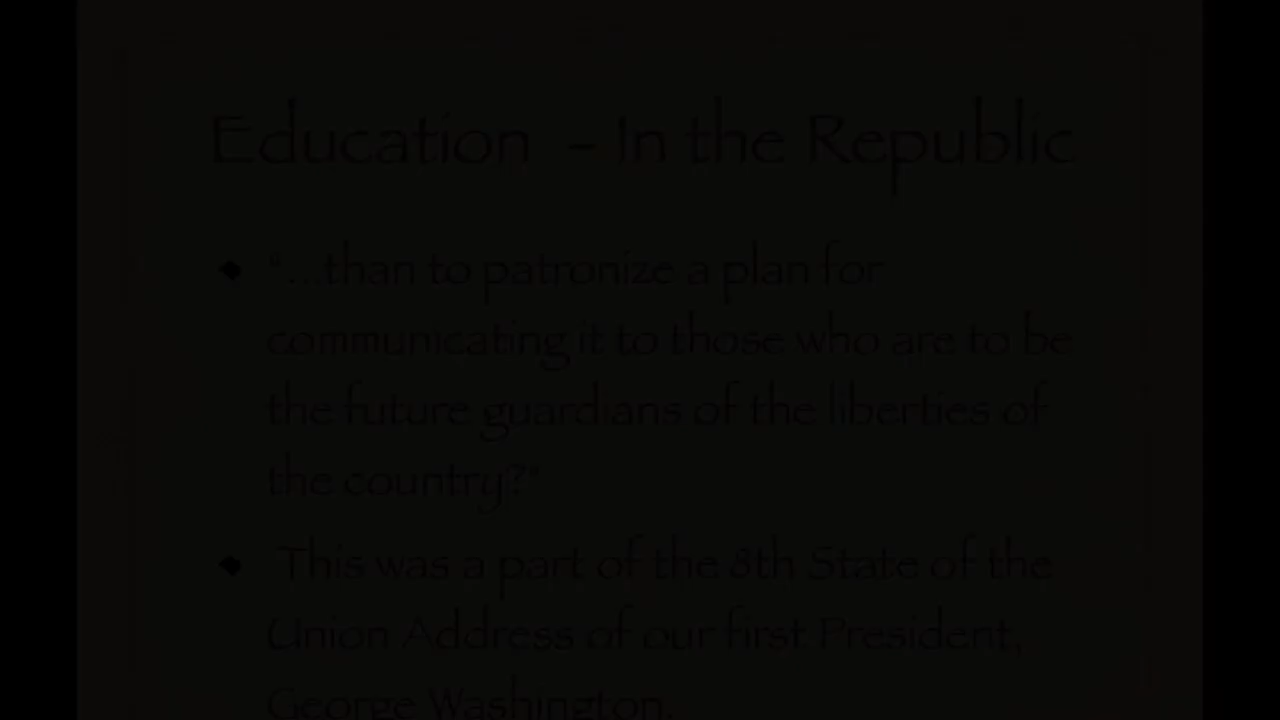 Education - In the Republic
"...than to patronize a plan for
communicating it to those who are to be
the future guardians of the liberties of
the country?"
This was a part of the 8th State of the
Union Address of our first President,
George Washington.